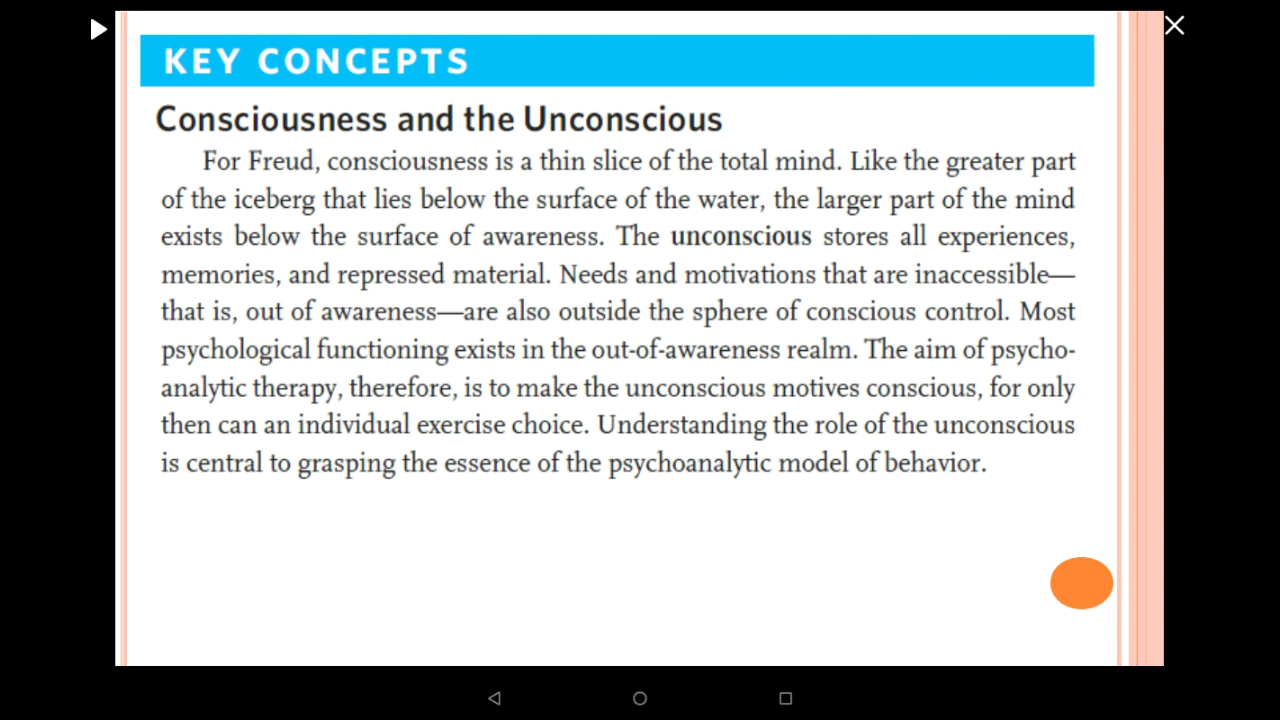 KEY CONCEPTS
Consciousness and the Unconscious
For Freud, consciousness is a thin slice of the total mind. Like the greater part
of the iceberg that lies below the surface of the water, the larger part of the mind
exists below the surface of awareness. The unconscious stores all experiences,
memories, and repressed material. Needs and motivations that are inaccessible—
that is, out of awareness—are also outside the sphere of conscious control. Most
psychological functioning exists in the out-of-awareness realm. The aim of psycho-
analytic therapy, therefore, is to make the unconscious motives conscious, for only
then can an individual exercise choice. Understanding the role of the unconscious
is central to grasping the essence of the psychoanalytic model of behavior.